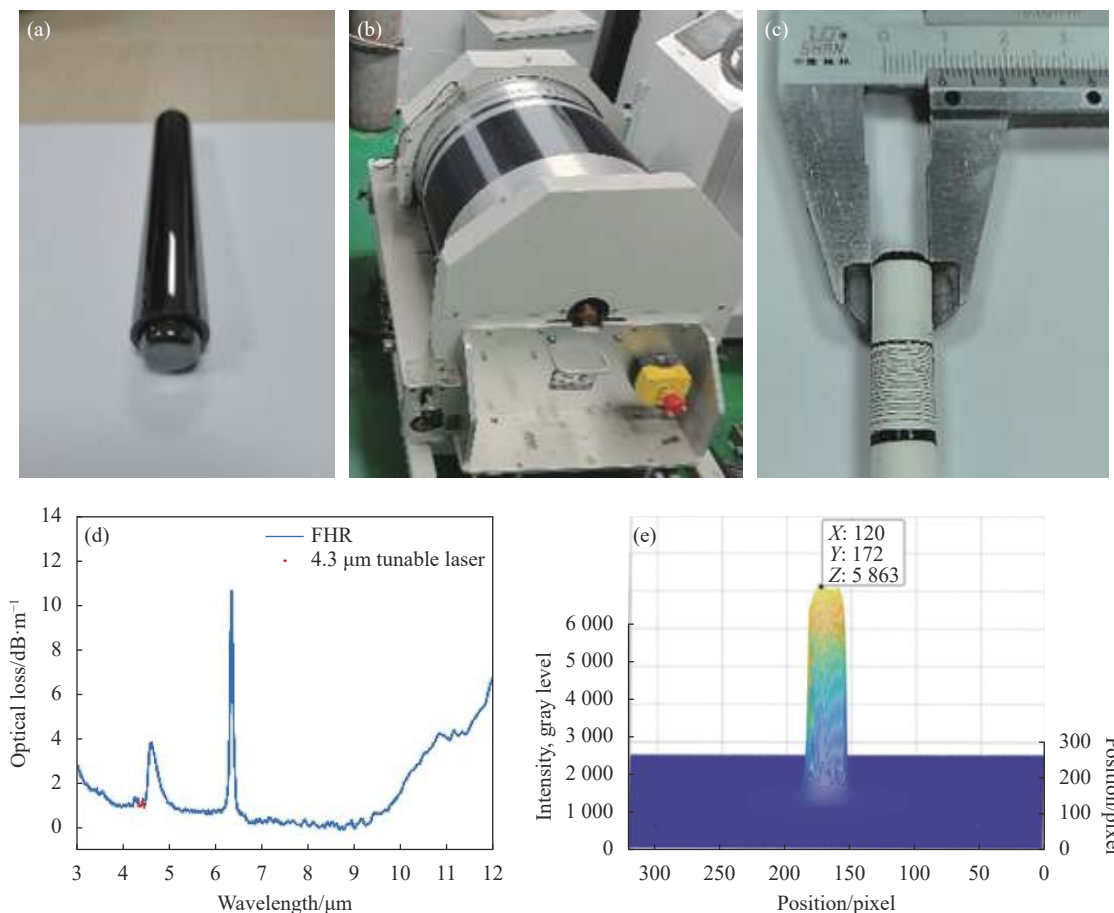 (a)
(b)
(c)
SHAN
0 1 2 3
(d)
FHR
4.3 μm tunable laser
Optical loss/dB·m⁻¹
14
12
10
8
6
4
2
0
3 4 5 6 7 8 9 10 11 12
Wavelength/μm
(e)
X: 120
Y: 172
Z: 5 863
Intensity, gray level
6 000
5 000
4 000
3 000
2 000
1 000
0
300
200
100
0
Position/pixel
300 250 200 150 100 50 0
Position/pixel